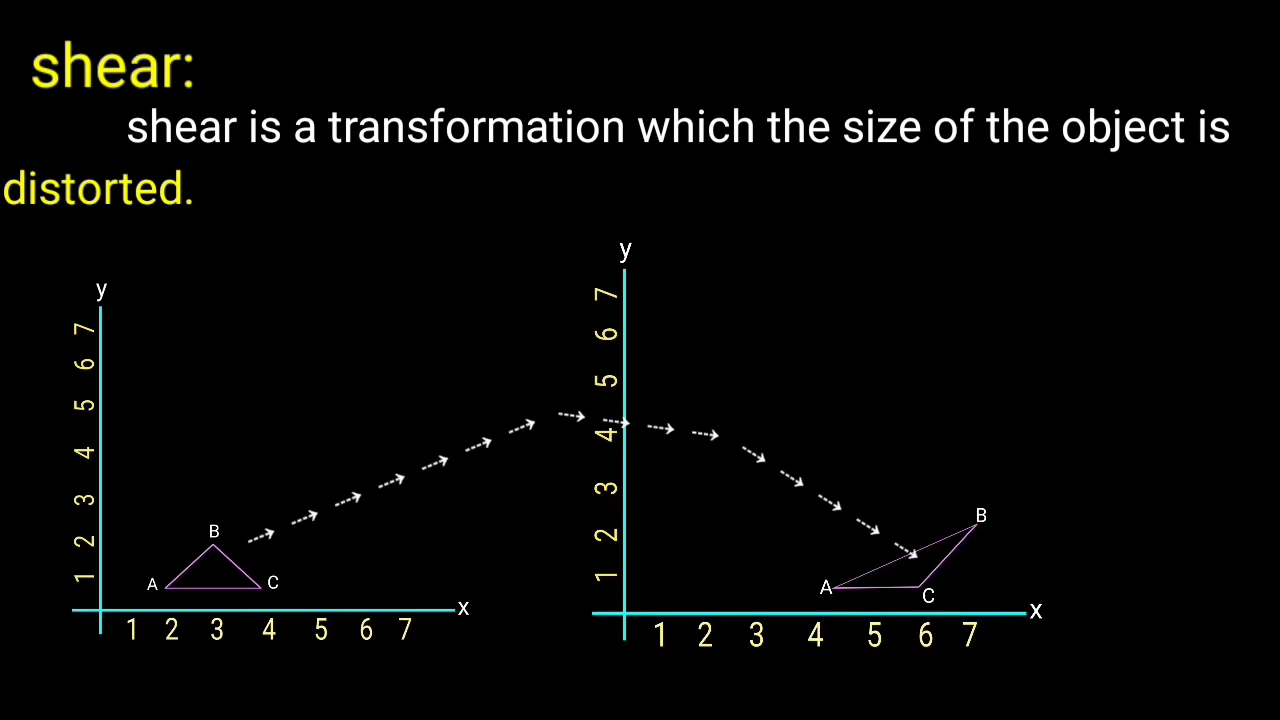 shear:
shear is a transformation which the size of the object is
distorted.
y
7
6
5
4
3
2
1
B
A
C
x
1 2 3 4 5 6 7
y
7
6
5
4
3
2
1
B
A
C
x
1 2 3 4 5 6 7